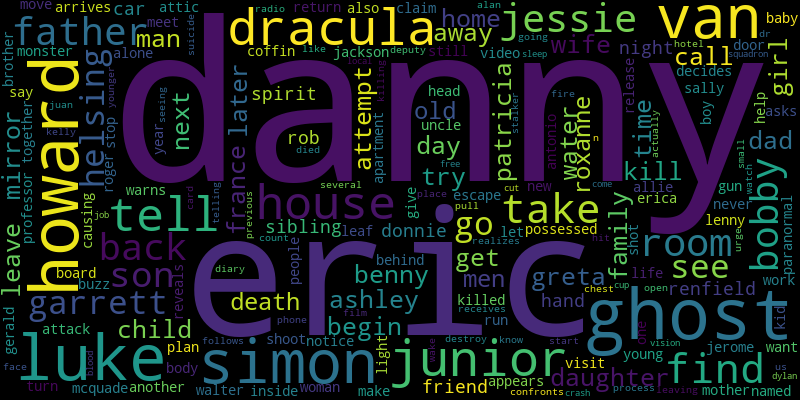 danny
eric
howard
dracula
ghost
luke
simon
junior
father
van
jessie
house
tell
take
find
room
bobby
son
back
garrett
helsing
mirror
leave
man
car
attic
arrives
move
brother
monster
alone
say
home
also
claim
meet
away
wife
return
radio
like
alan
going
deputy
still
sleep
video
night
call
door
baby
girl
decides
sally
boy
asks
dad
help
release
time
hotel
squadron
dr
coffin
jackson
spirit
next
later
france
attempt
rob
year
seeing
suicide
younger
local
killing
head
old
uncle
day
try
apartment
died
patricia
stalker
fire
water
roxanne
antonio
actually
n
kill
allie
erica
gun
never
lenny
small
watch
paranormal
shot
family
possessed
new
cut
free
come
several
sibling
give
escape
let
go
get
pull
place
juan
kelly
roger
stop
together
professor
warns
causing
job
card
telling
previous
leaf
donnie
behind
benny
men
greta
realizes
hit
see
life
one
renfield
work
kid
urge
board
buzz
reveals
count
people
diary
death
ashley
hand
killed
receives
run
chest
cup
open
vision
young
jerome
want
us
dylan
gerald
attack
child
plan
body
face
turn
mcquade
another
blood
walter
inside
woman
follows
shoot
phone
film
notice
begin
light
make
destroy
know
friend
appears
start
crash
confronts
visit
daughter
process
leaving
mother
named